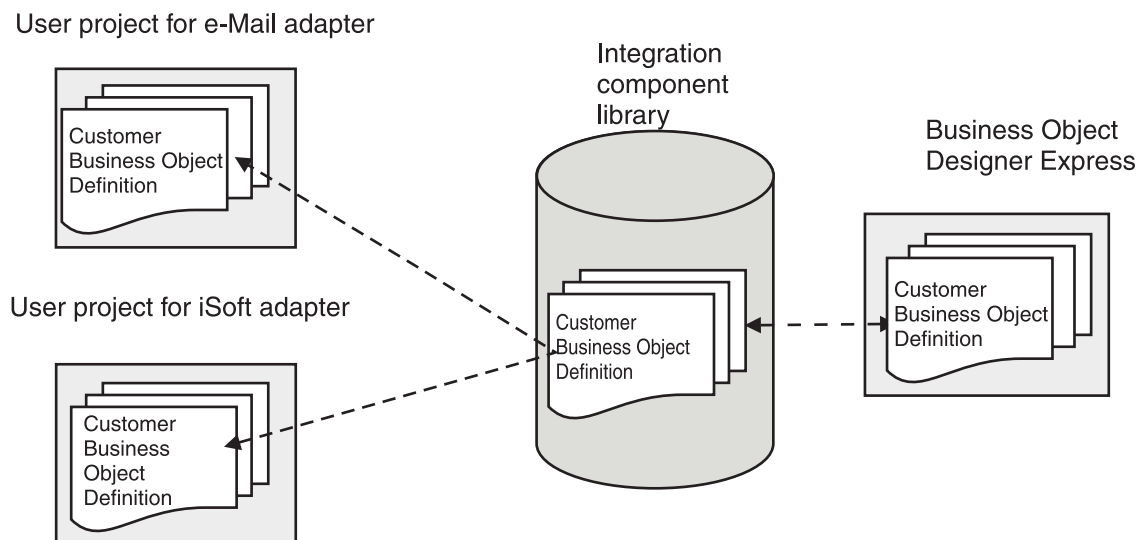 User project for e-Mail adapter
Customer
Business Object
Definition
User project for iSoft adapter
Customer
Business
Object
Definition
Integration
component
library
Customer
Business Object
Definition
Business Object
Designer Express
Customer
Business Object
Definition